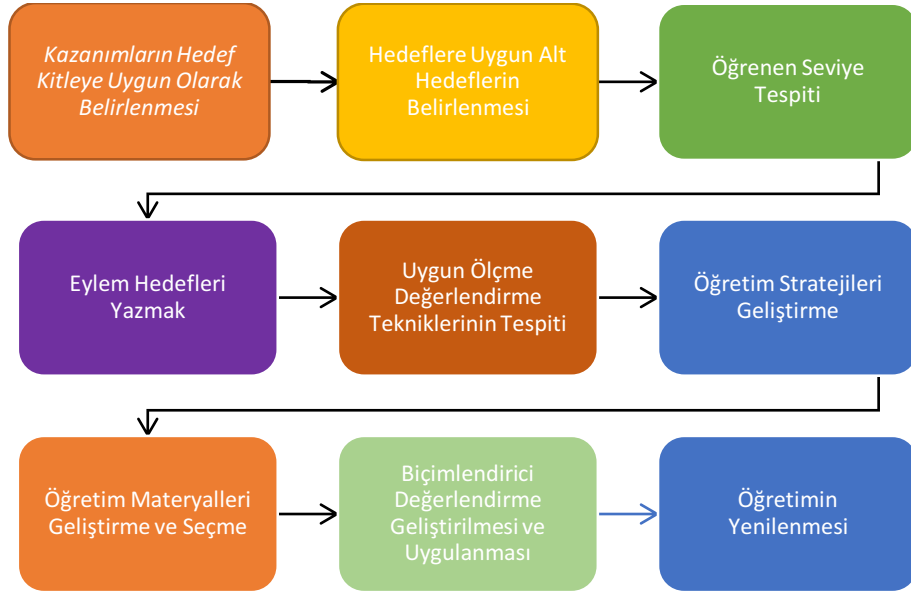 Kazanımların Hedef
Kitleye Uygun Olarak
Belirlenmesi
Hedeflere Uygun Alt
Hedeflerin
Belirlenmesi
Öğrenen Seviye
Tespiti
Eylem Hedefleri
Yazmak
Uygun Ölçme
Değerlendirme
Tekniklerinin Tespiti
Öğretim Stratejileri
Geliştirme
Öğretim Materyalleri
Geliştirme ve Seçme
Biçimlendirici
Değerlendirme
Geliştirilmesi ve
Uygulanması
Öğretimin
Yenilenmesi